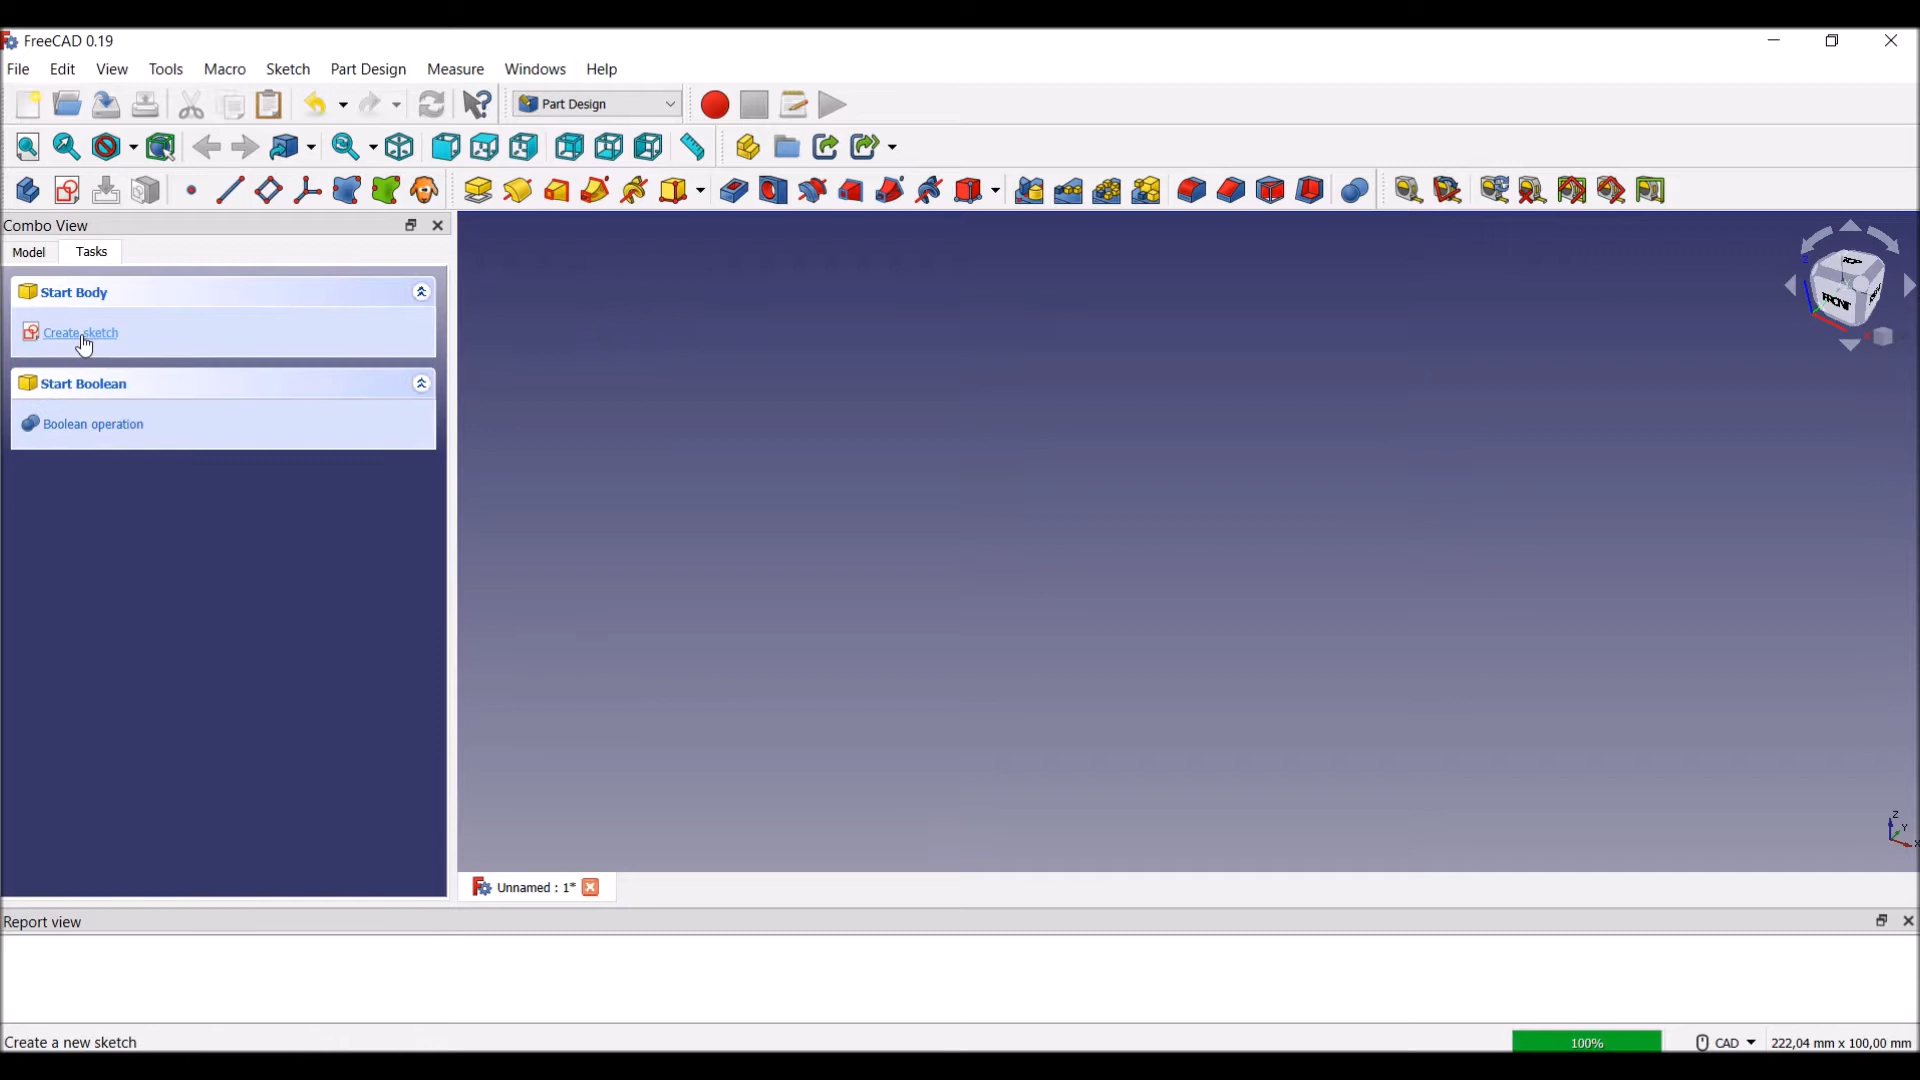 FreeCAD 0.19
File Edit View Tools Macro Sketch Part Design Measure Windows Help
Part Design
Combo View
Model Tasks
Start Body
Create sketch
Start Boolean
Boolean operation
TOP
FRONT
Z
Y
X
Unnamed : 1*
Report view
Create a new sketch
100%
CAD
222,04 mm x 100,00 mm